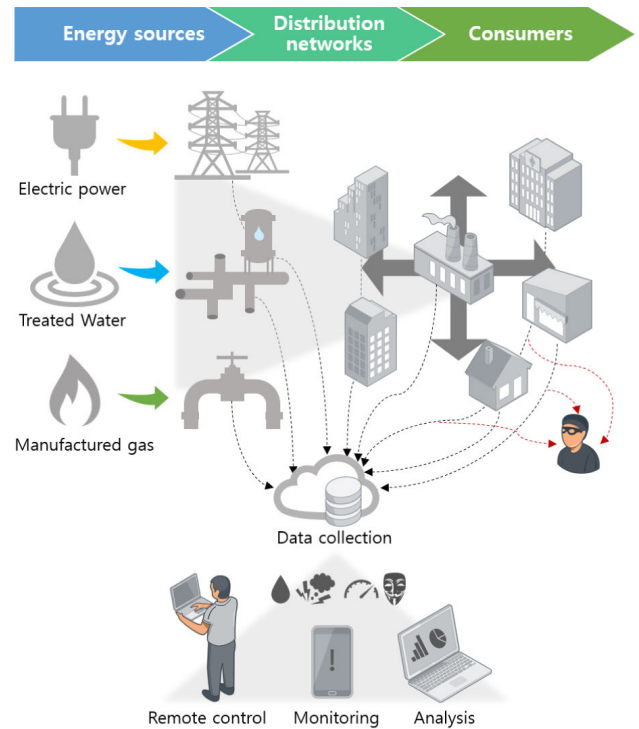 Energy sources
Distribution
networks
Consumers
Electric power
Treated Water
Manufactured gas
Data collection
!
Remote control
Monitoring
Analysis